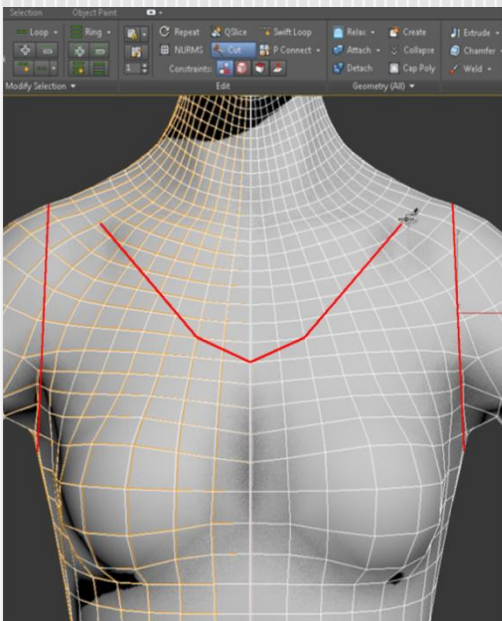 Selection Object Paint
Loop Ring Repeat QSlice Swift Loop Relax Create Extrude
NURMS Cut P Connect Attach Collapse Chamfer
1 Constraints: Detach Cap Poly Weld
Modify Selection Edit Geometry (All)